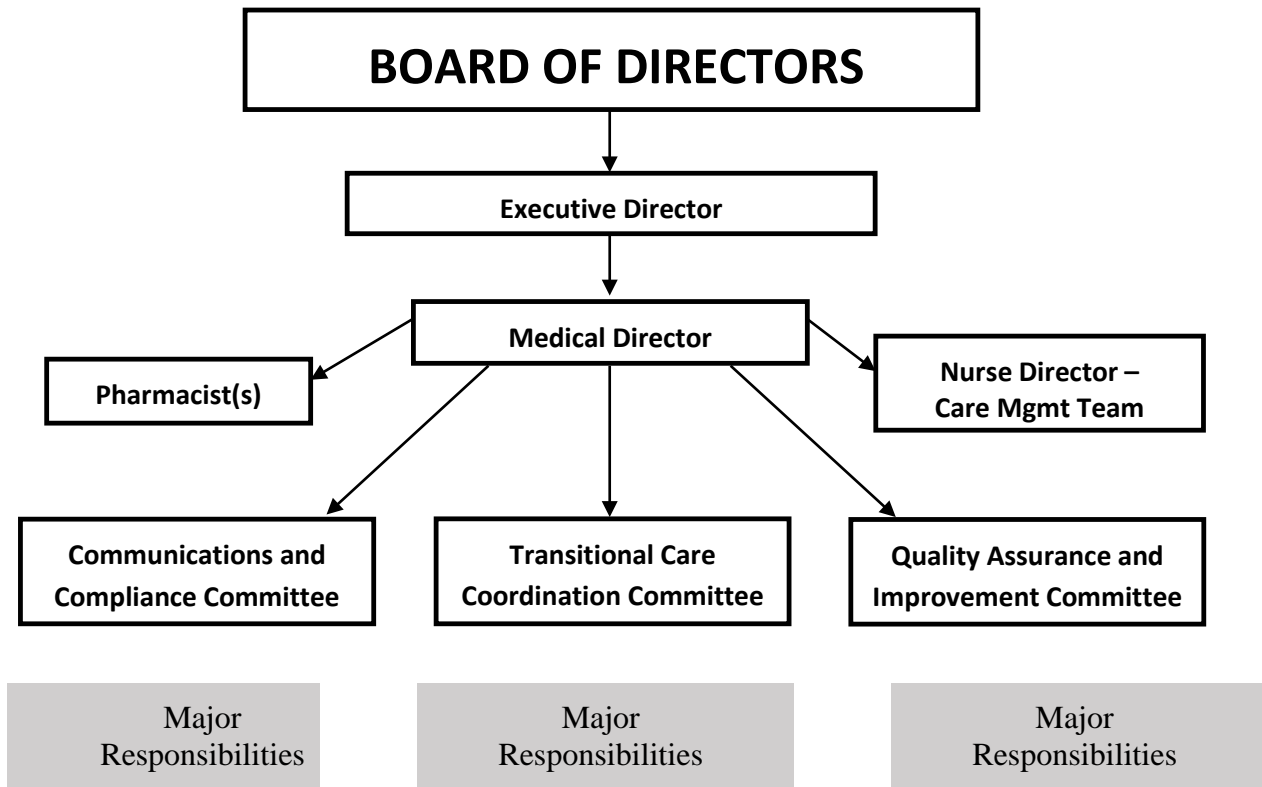 BOARD OF DIRECTORS
Executive Director
Medical Director
Pharmacist(s)
Nurse Director –
Care Mgmt Team
Communications and
Compliance Committee
Transitional Care
Coordination Committee
Quality Assurance and
Improvement Committee
Major
Responsibilities
Major
Responsibilities
Major
Responsibilities